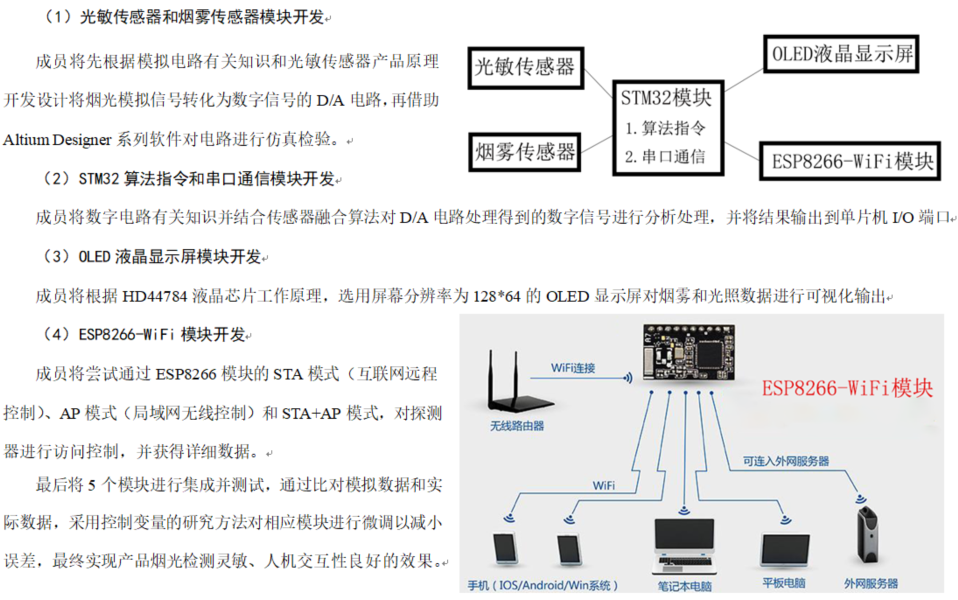 （1）光敏传感器和烟雾传感器模块开发
成员将先根据模拟电路有关知识和光敏传感器产品原理
开发设计将烟光模拟信号转化为数字信号的 D/A 电路，再借助
Altium Designer 系列软件对电路进行仿真检验。
光敏传感器
烟雾传感器
STM32模块
1.算法指令
2.串口通信
OLED液晶显示屏
ESP8266-WiFi模块
（2）STM32 算法指令和串口通信模块开发
成员将数字电路有关知识并结合传感器融合算法对 D/A 电路处理得到的数字信号进行分析处理，并将结果输出到单片机 I/O 端口
（3）OLED 液晶显示屏模块开发
成员将根据 HD44784 液晶芯片工作原理，选用屏幕分辨率为 128*64 的 OLED 显示屏对烟雾和光照数据进行可视化输出
（4）ESP8266-WiFi 模块开发
成员将尝试通过 ESP8266 模块的 STA 模式（互联网远程
控制）、AP 模式（局域网无线控制）和 STA+AP 模式，对探测
器进行访问控制，并获得详细数据。
最后将 5 个模块进行集成并测试，通过比对模拟数据和实
际数据，采用控制变量的研究方法对相应模块进行微调以减小
误差，最终实现产品烟光检测灵敏、人机交互性良好的效果。
WiFi连接
A7
ESP8266-WiFi模块
无线路由器
可连入外网服务器
WiFi
手机（IOS/Android/Win系统）
笔记本电脑
平板电脑
外网服务器